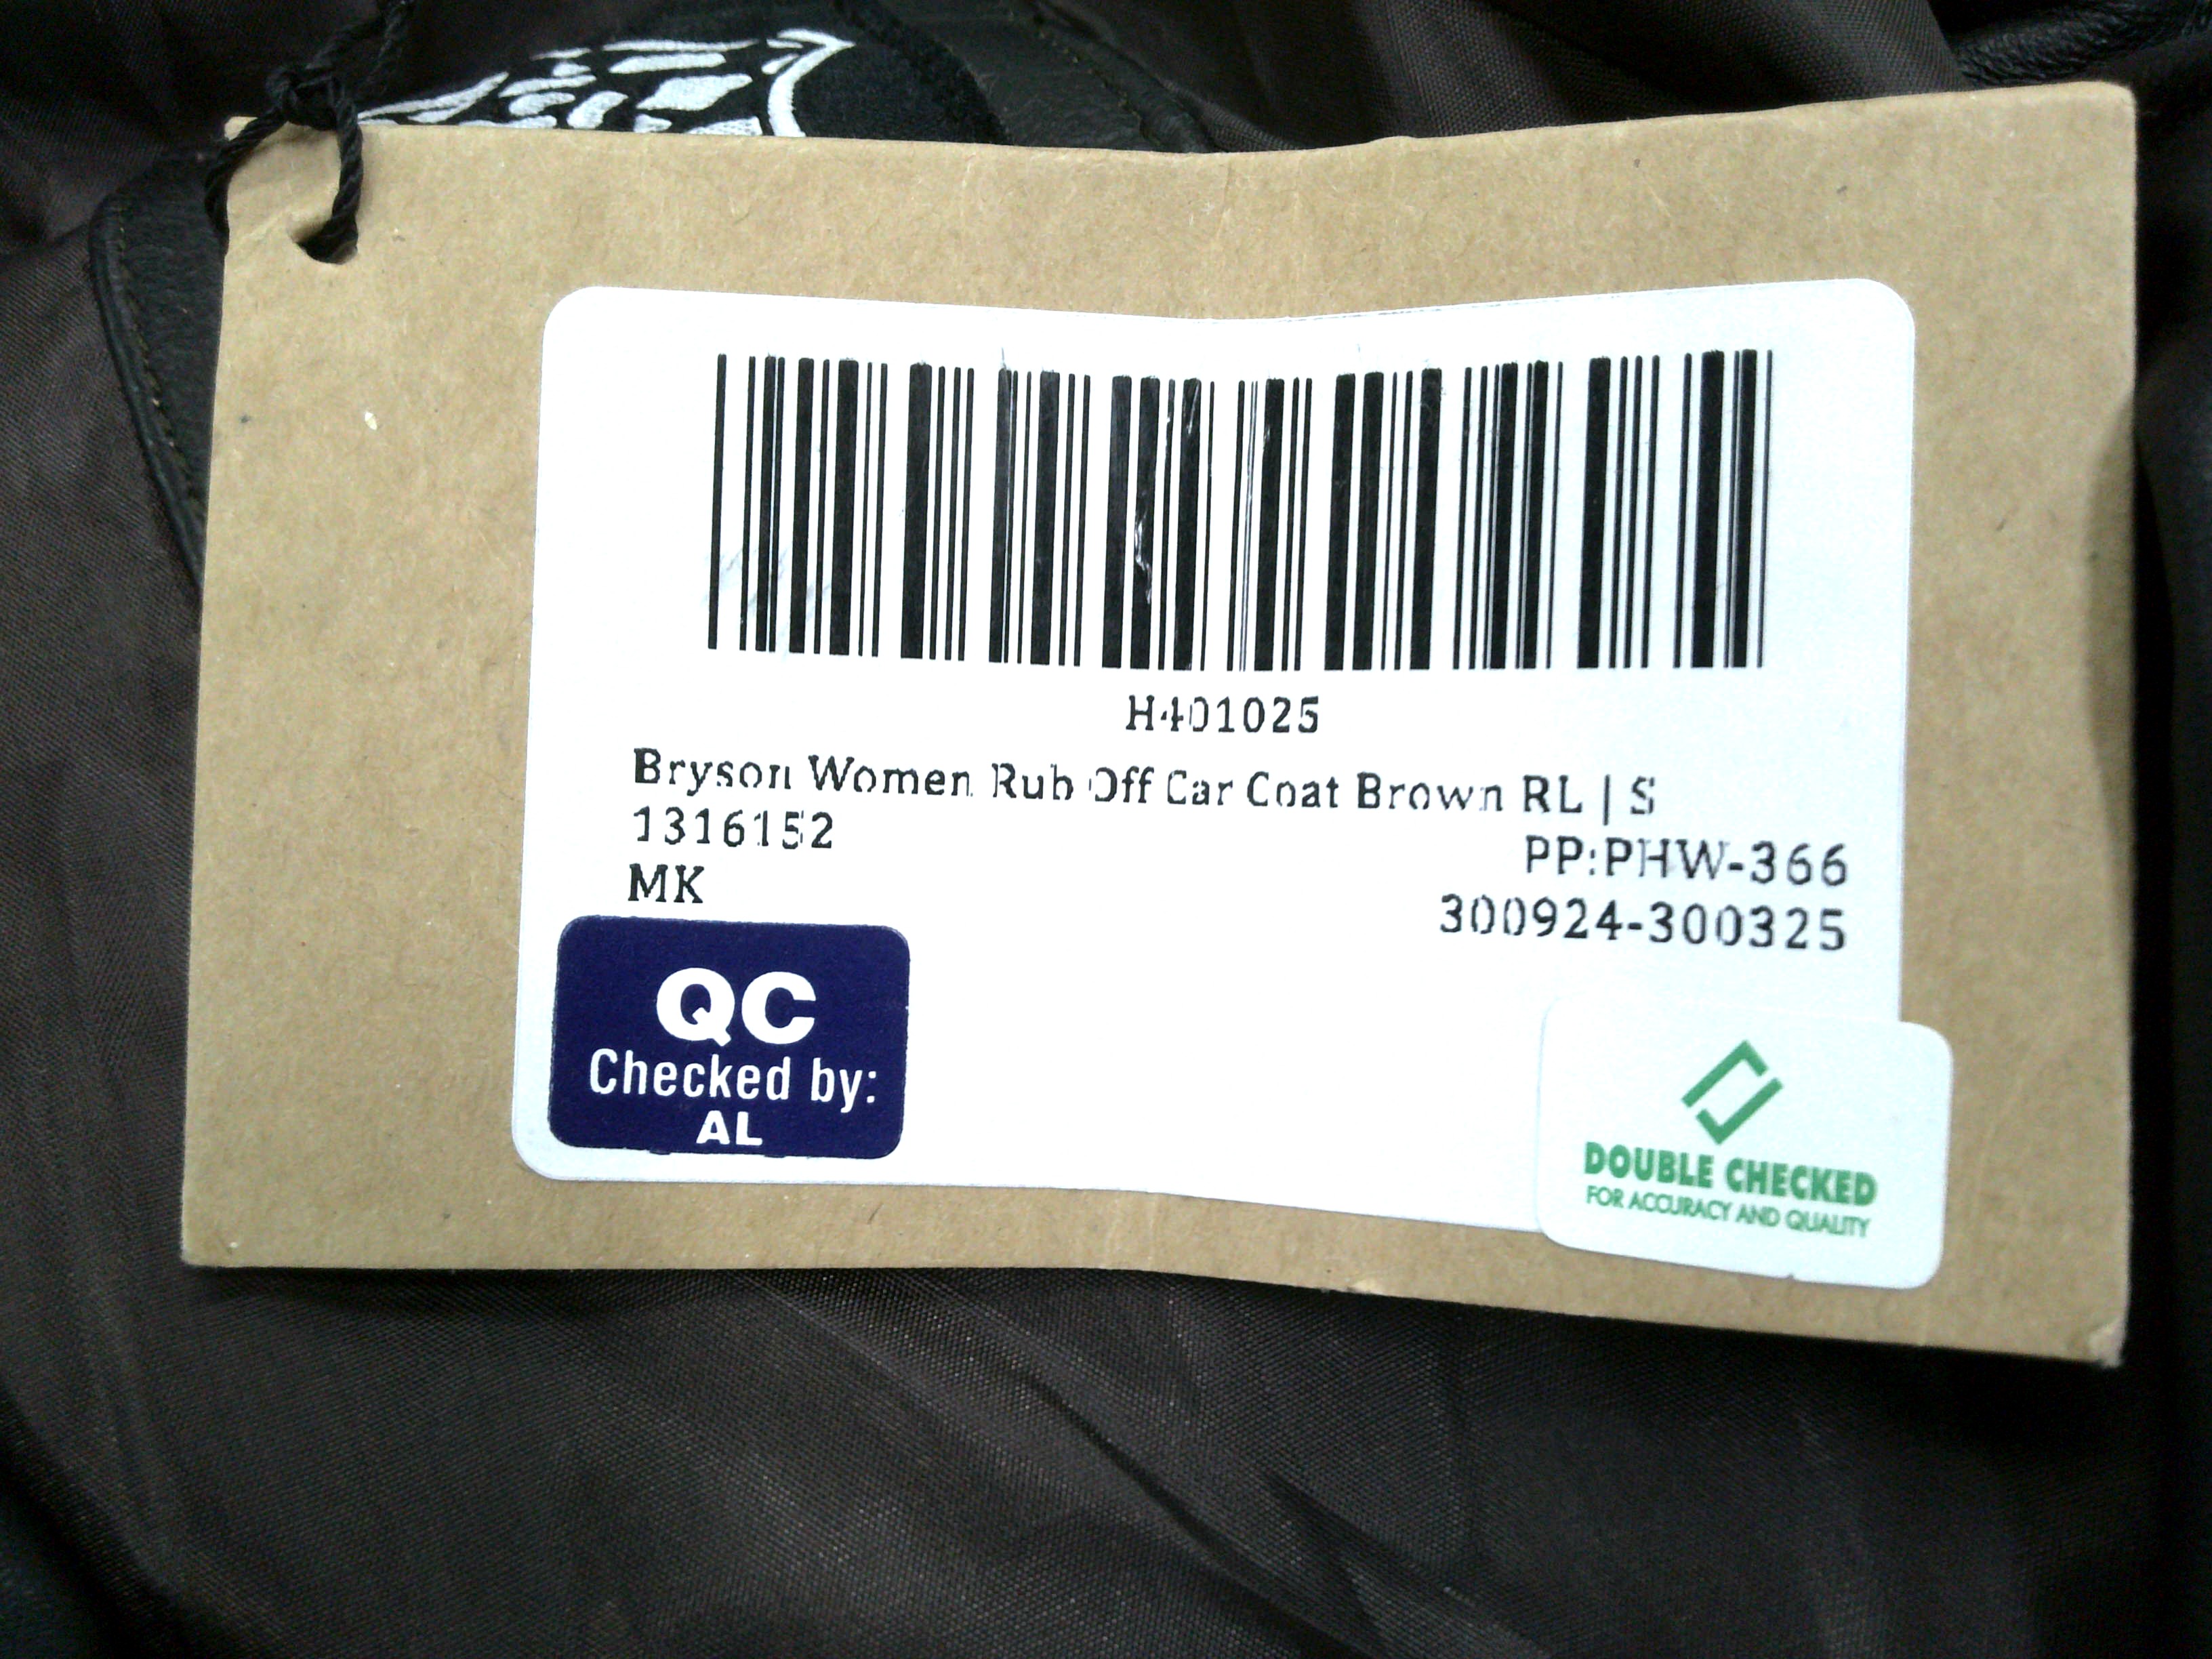 H401025
Bryson Women Rub Off Car Coat Brown RL | S
1316152
PP:PHW-366
MK
300924-300325
QC
Checked by:
AL
DOUBLE CHECKED
FOR ACCURACY AND QUALITY